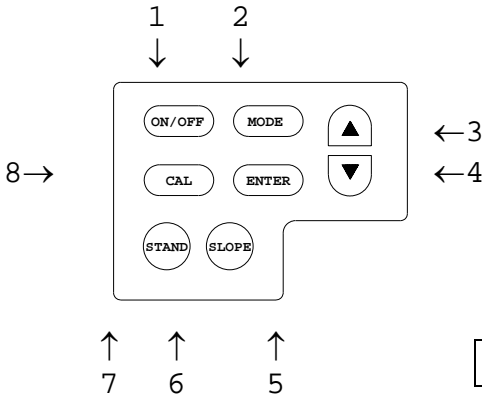 1 2
↓ ↓
ON/OFF MODE ▲ ←3
8→ CAL ENTER ▼ ←4
STAND SLOPE
↑ ↑ ↑
7 6 5